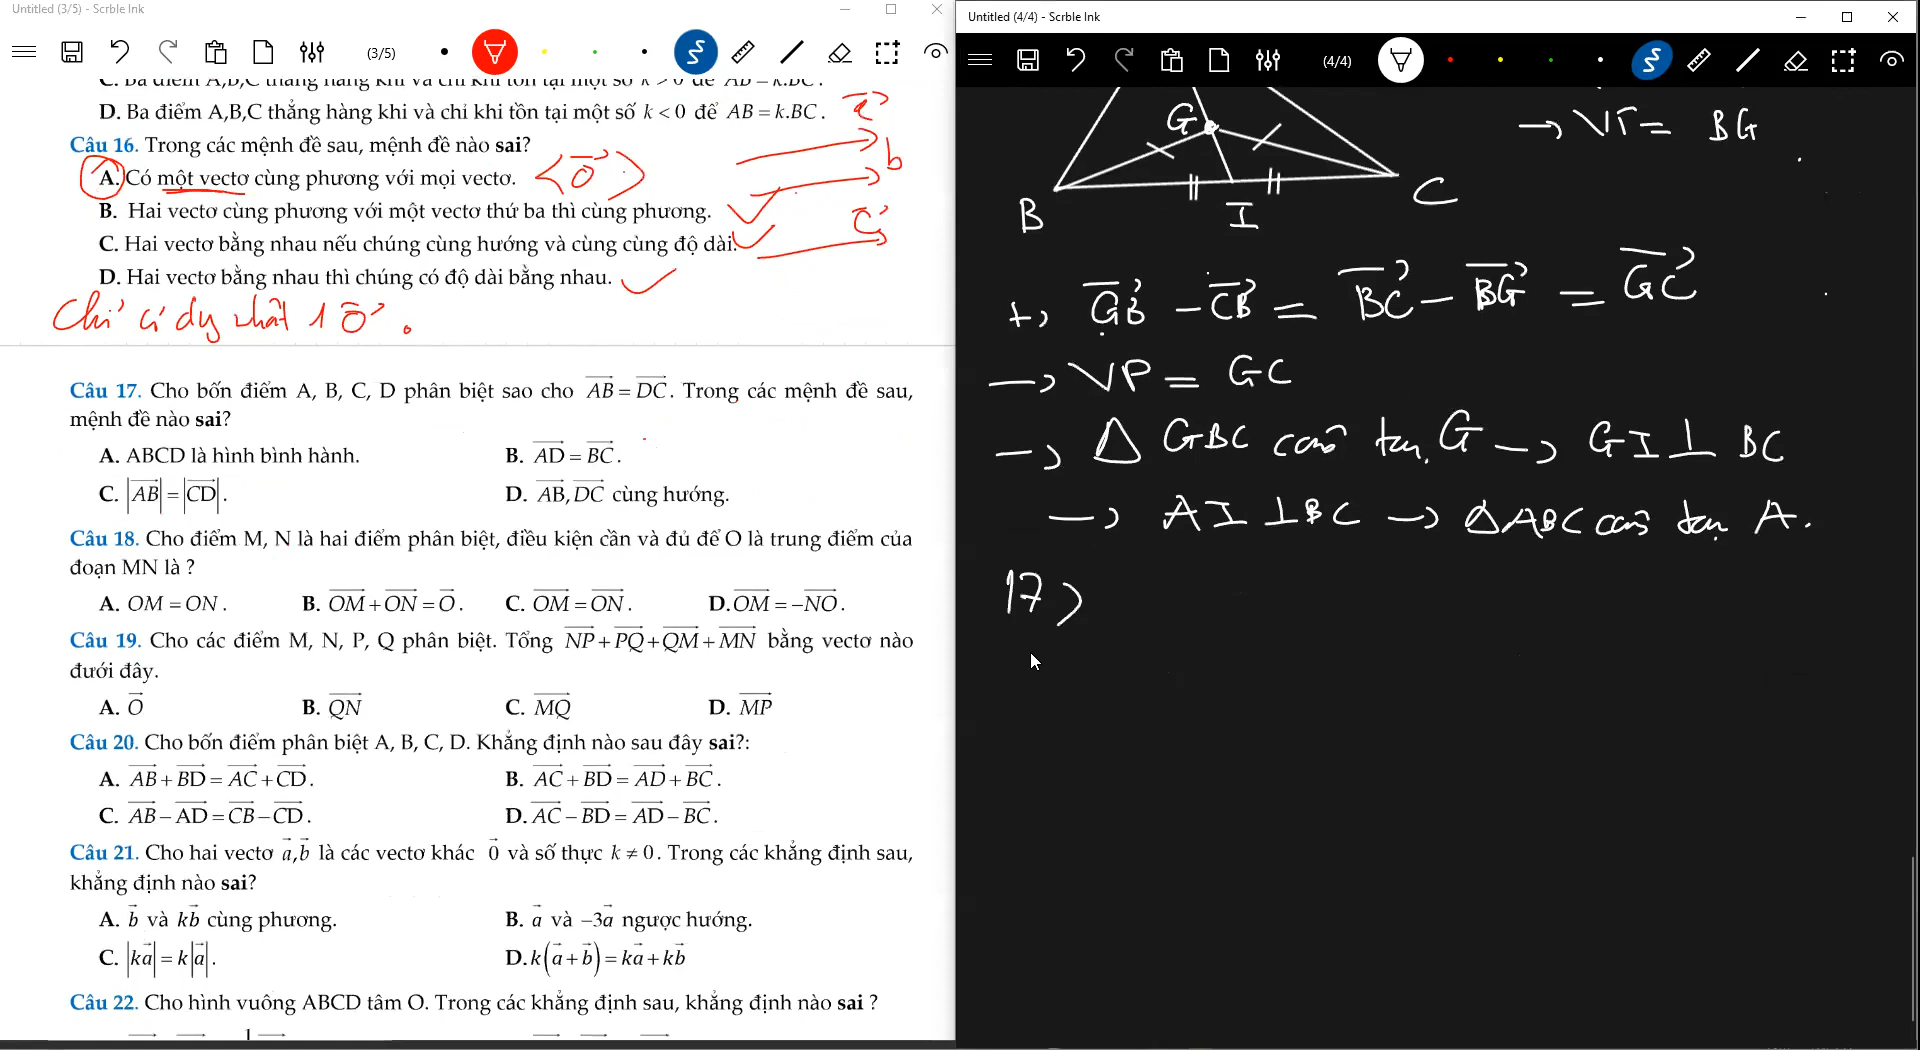 Untitled (3/5) - Scrble Ink
(3/5)
D. Ba điểm A,B,C thẳng hàng khi và chỉ khi tồn tại một số k < 0 để AB = k.BC.
Câu 16. Trong các mệnh đề sau, mệnh đề nào sai?
A. Có một vectơ cùng phương với mọi vectơ.
B. Hai vectơ cùng phương với một vectơ thứ ba thì cùng phương.
C. Hai vectơ bằng nhau nếu chúng cùng hướng và cùng cùng độ dài.
D. Hai vectơ bằng nhau thì chúng có độ dài bằng nhau.
Câu 17. Cho bốn điểm A, B, C, D phân biệt sao cho AB⃗ = DC⃗. Trong các mệnh đề sau,
mệnh đề nào sai?
A. ABCD là hình bình hành. B. AD⃗ = BC⃗.
C. |AB⃗| = |CD⃗|. D. AB⃗, DC⃗ cùng hướng.
Câu 18. Cho điểm M, N là hai điểm phân biệt, điều kiện cần và đủ để O là trung điểm của
đoạn MN là ?
A. OM = ON. B. OM⃗ + ON⃗ = O⃗. C. OM⃗ = ON⃗. D. OM⃗ = −NO⃗.
Câu 19. Cho các điểm M, N, P, Q phân biệt. Tổng NP⃗ + PQ⃗ + QM⃗ + MN⃗ bằng vectơ nào
dưới đây.
A. O⃗ B. QN⃗ C. MQ⃗ D. MP⃗
Câu 20. Cho bốn điểm phân biệt A, B, C, D. Khẳng định nào sau đây sai?:
A. AB⃗ + BD⃗ = AC⃗ + CD⃗. B. AC⃗ + BD⃗ = AD⃗ + BC⃗.
C. AB⃗ − AD⃗ = CB⃗ − CD⃗. D. AC⃗ − BD⃗ = AD⃗ − BC⃗.
Câu 21. Cho hai vectơ a⃗, b⃗ là các vectơ khác 0⃗ và số thực k ≠ 0. Trong các khẳng định sau,
khẳng định nào sai?
A. b⃗ và kb⃗ cùng phương. B. a⃗ và −3a⃗ ngược hướng.
C. |ka⃗| = k|a⃗|. D. k(a⃗ + b⃗) = ka⃗ + kb⃗
Câu 22. Cho hình vuông ABCD tâm O. Trong các khẳng định sau, khẳng định nào sai ?
a⃗
b
c⃗
<0⃗>
nhất 1 0⃗.
Untitled (4/4) - Scrble Ink
(4/4)
G
→ VT = BG
B I C
+, GB⃗ − CB⃗ = BC⃗ − BG⃗ = GC⃗
→ VP = GC
→ Δ GBC cân tại G → GI ⊥ BC
→ AI ⊥ BC → ΔABC cân tại A.
17>